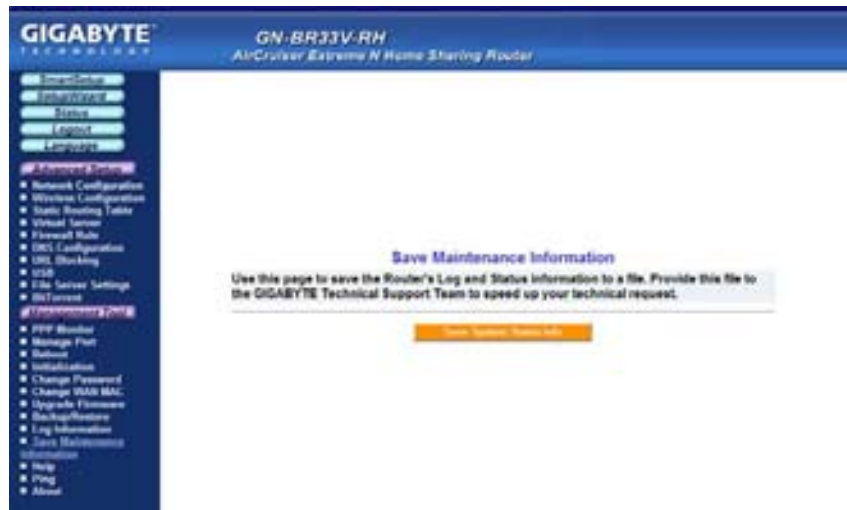 GIGABYTE
TECHNOLOGY
GN-BR33V-RH
AirCruiser Extreme N Home Sharing Router
SmartSetup
SetupWizard
Status
Logout
Language
Advanced Setup
Network Configuration
Wireless Configuration
Static Routing Table
Virtual Server
Firewall Rule
DNS Configuration
URL Blocking
USB
File Server Settings
BitTorrent
Management Tool
PPP Monitor
Manage Port
Reboot
Initialization
Change Password
Change WAN MAC
Upgrade Firmware
Backup/Restore
Log Information
Save Maintenance
Information
Help
Ping
About
Save Maintenance Information
Use this page to save the Router's Log and Status information to a file. Provide this file to
the GIGABYTE Technical Support Team to speed up your technical request.
Save System Status Info